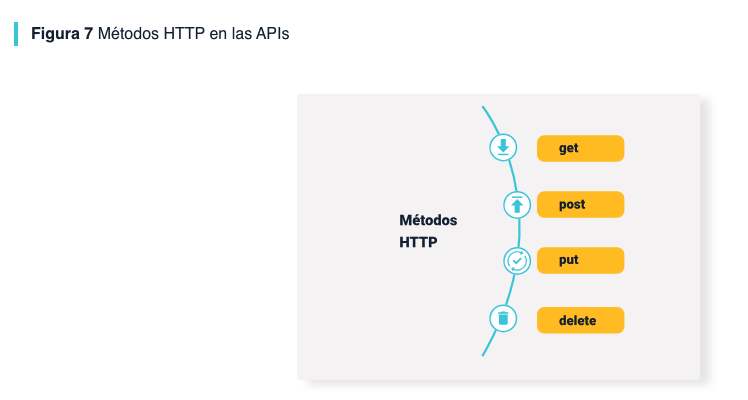 Figura 7 Métodos HTTP en las APIs
Métodos
HTTP
get
post
put
delete